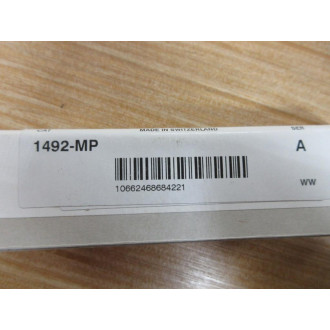 MADE IN SWITZERLAND
1492-MP A
10662468684221
WW